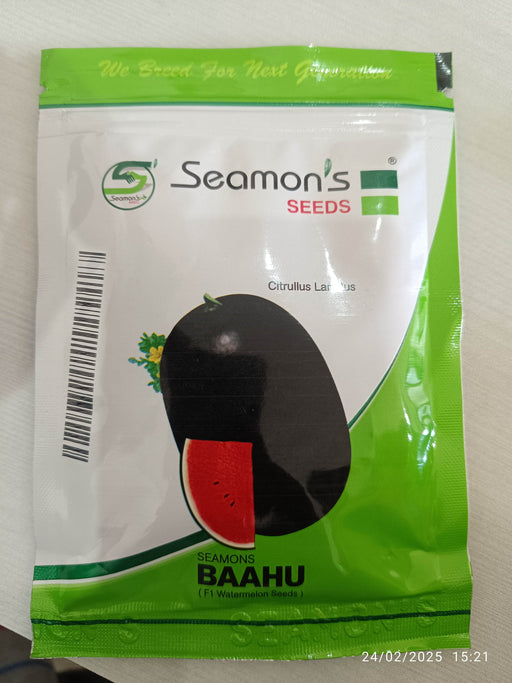 We Breed For Next Generation
Seamon's
Seamon's
®
SEEDS
Citrullus
SEAMONS
BAAHU
( F1 Watermelon Seeds )
SEAMON'S
24/02/2025 15:21